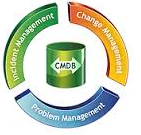 Incident Management
Change Management
CMDB
Problem Management